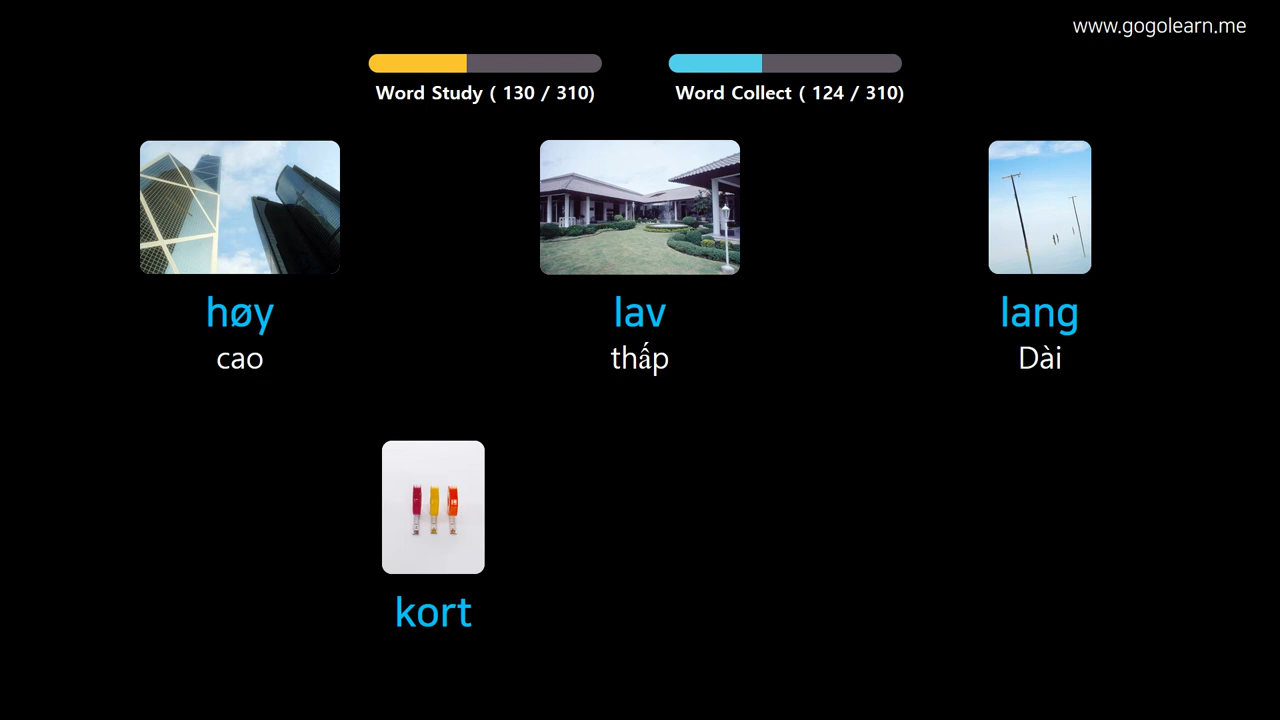 www.gogolearn.me
Word Study ( 130 / 310)
Word Collect ( 124 / 310)
høy
lav
lang
cao
thấp
Dài
kort